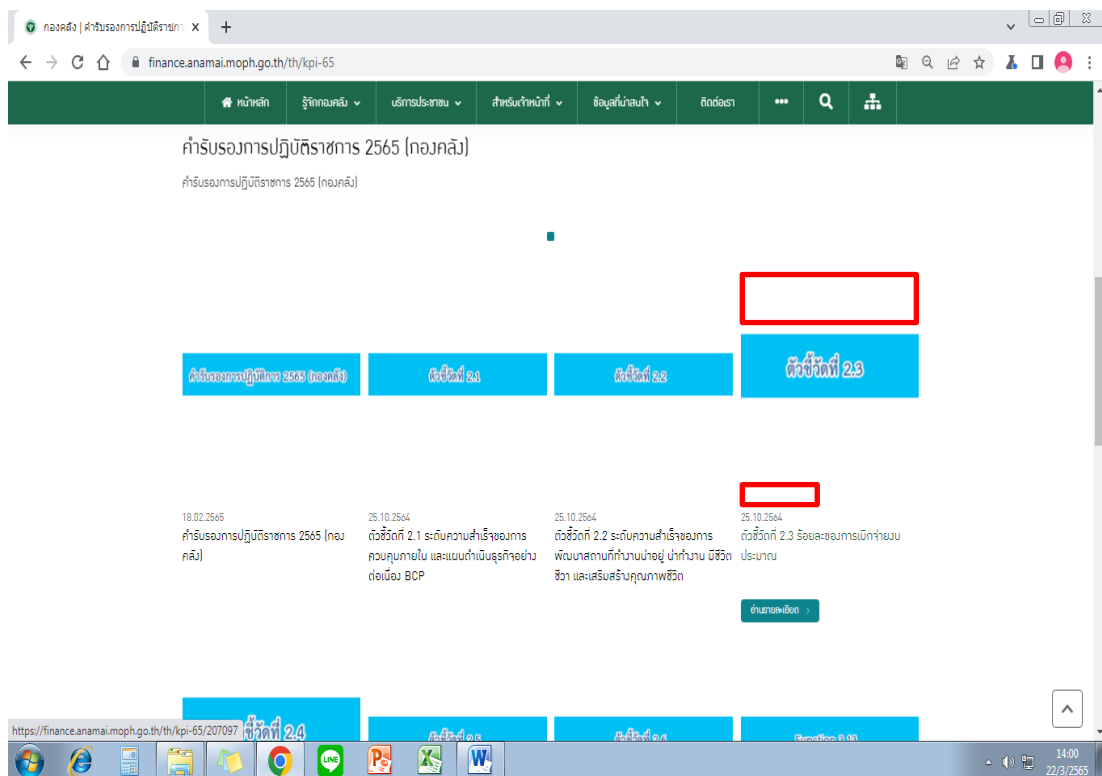 กองคลัง | คำรับรองการปฏิบัติราชกา
finance.anamai.moph.go.th/th/kpi-65
หน้าหลัก
รู้จักกองคลัง
บริการประชาชน
สำหรับเจ้าหน้าที่
ข้อมูลที่น่าสนใจ
ติดต่อเรา
คำรับรองการปฏิบัติราชการ 2565 (กองคลัง)
คำรับรองการปฏิบัติราชการ 2565 (กองคลัง)
คำรับรองการปฏิบัติการ 2565 (กองคลัง)
ตัวชี้วัดที่ 2.1
ตัวชี้วัดที่ 2.2
ตัวชี้วัดที่ 2.3
18.02.2565
คำรับรองการปฏิบัติราชการ 2565 (กอง
คลัง)
25.10.2564
ตัวชี้วัดที่ 2.1 ระดับความสำเร็จของการ
ควบคุมภายใน และแผนดำเนินธุรกิจอย่าง
ต่อเนื่อง BCP
25.10.2564
ตัวชี้วัดที่ 2.2 ระดับความสำเร็จของการ
พัฒนาสถานที่ทำงานน่าอยู่ น่าทำงาน มีชีวิต
ชีวา และเสริมสร้างคุณภาพชีวิต
25.10.2564
ตัวชี้วัดที่ 2.3 ร้อยละของการเบิกจ่ายงบ
ประมาณ
อ่านรายละเอียด
ชี้วัดที่ 2.4
ตัวชี้วัดที่ 2.5
ตัวชี้วัดที่ 2.6
Function 3.13
https://finance.anamai.moph.go.th/th/kpi-65/207097
LINE
14:00
22/3/2565